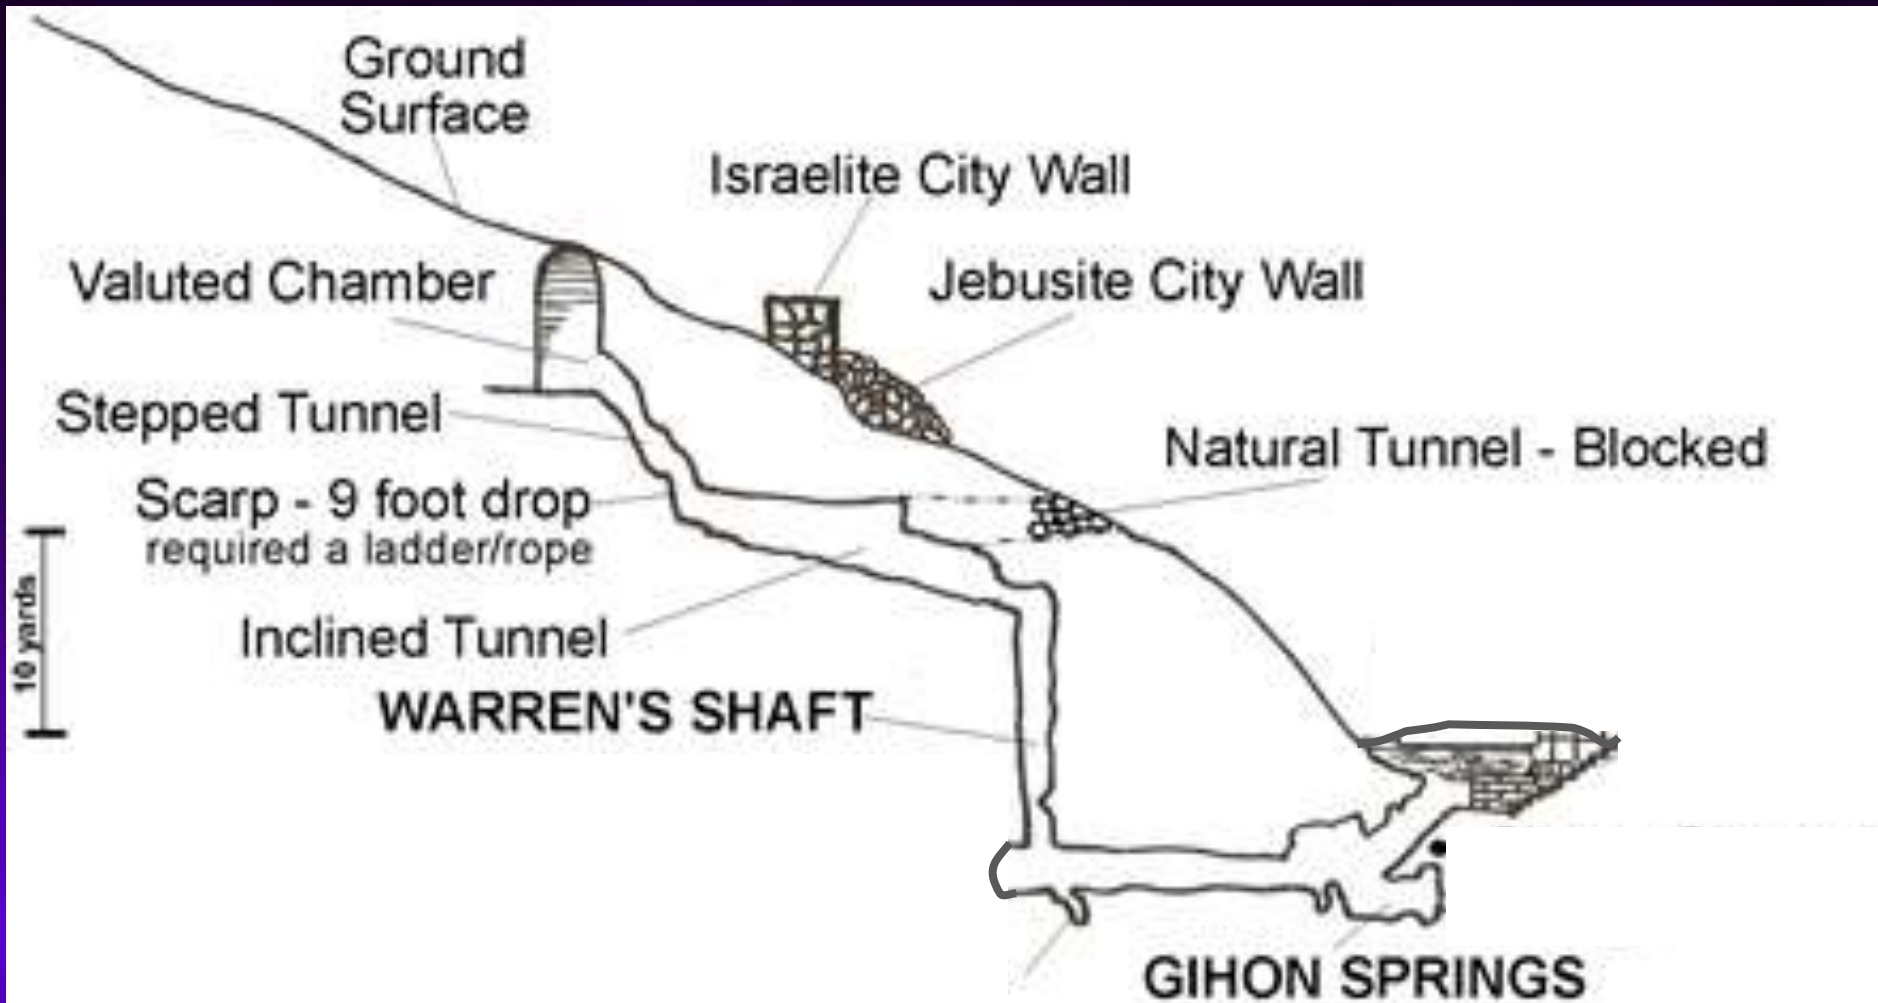 Ground
Surface
Israelite City Wall
Valuted Chamber
Jebusite City Wall
Stepped Tunnel
Natural Tunnel - Blocked
Scarp - 9 foot drop
required a ladder/rope
10 yards
Inclined Tunnel
WARREN'S SHAFT
GIHON SPRINGS